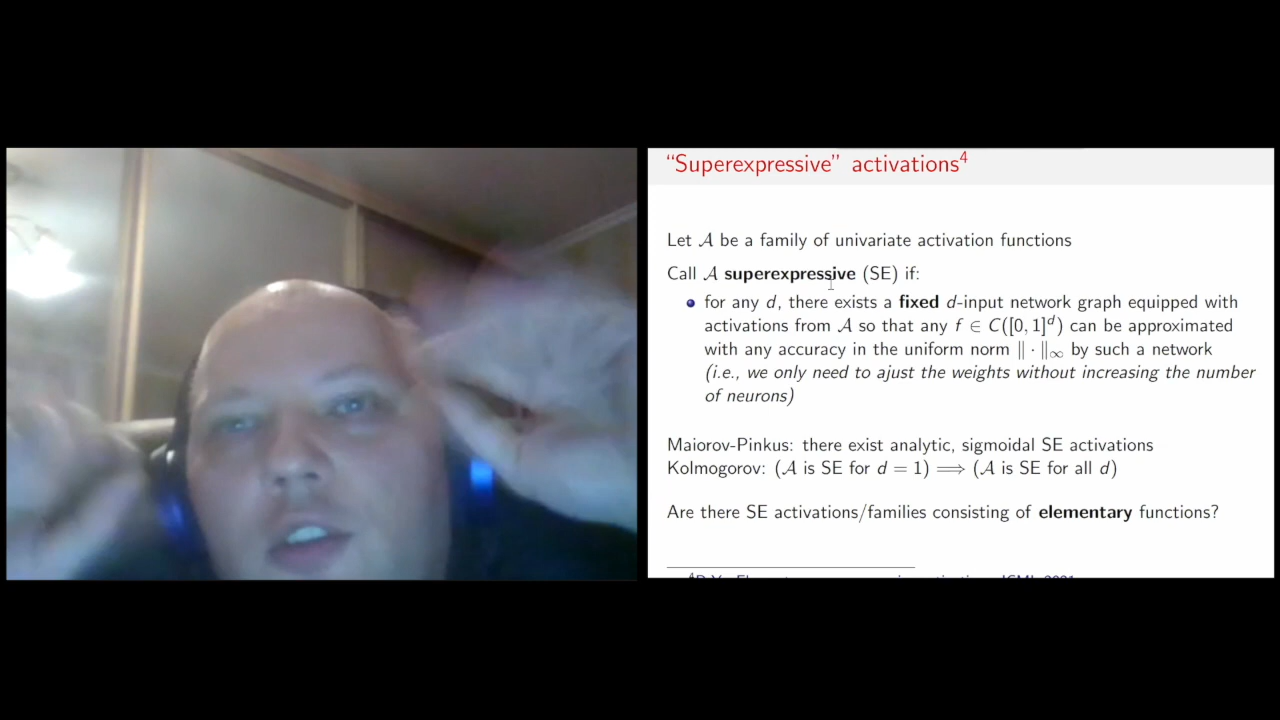 “Superexpressive” activations⁴
Let 𝒜 be a family of univariate activation functions
Call 𝒜 superexpressive (SE) if:
for any d, there exists a fixed d-input network graph equipped with
activations from 𝒜 so that any f ∈ C([0, 1]ᵈ) can be approximated
with any accuracy in the uniform norm ‖ · ‖∞ by such a network
(i.e., we only need to ajust the weights without increasing the number
of neurons)
Maiorov-Pinkus: there exist analytic, sigmoidal SE activations
Kolmogorov: (𝒜 is SE for d = 1) ⟹ (𝒜 is SE for all d)
Are there SE activations/families consisting of elementary functions?